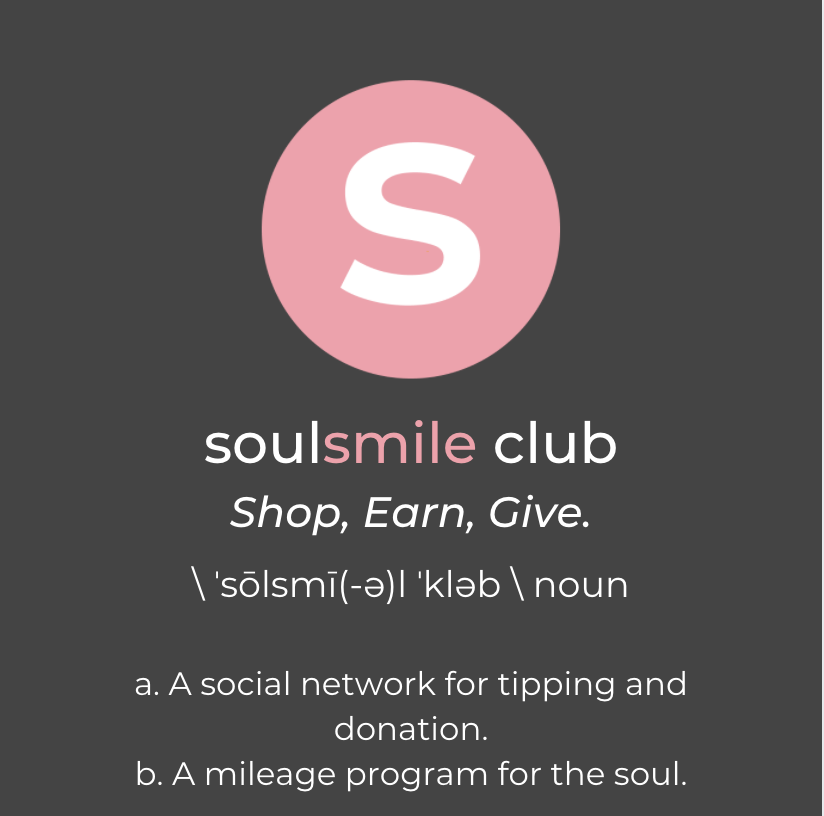 S
soulsmile club
Shop, Earn, Give.
\ ˈsōlsmī(-ə)l ˈkləb \ noun
a. A social network for tipping and
donation.
b. A mileage program for the soul.